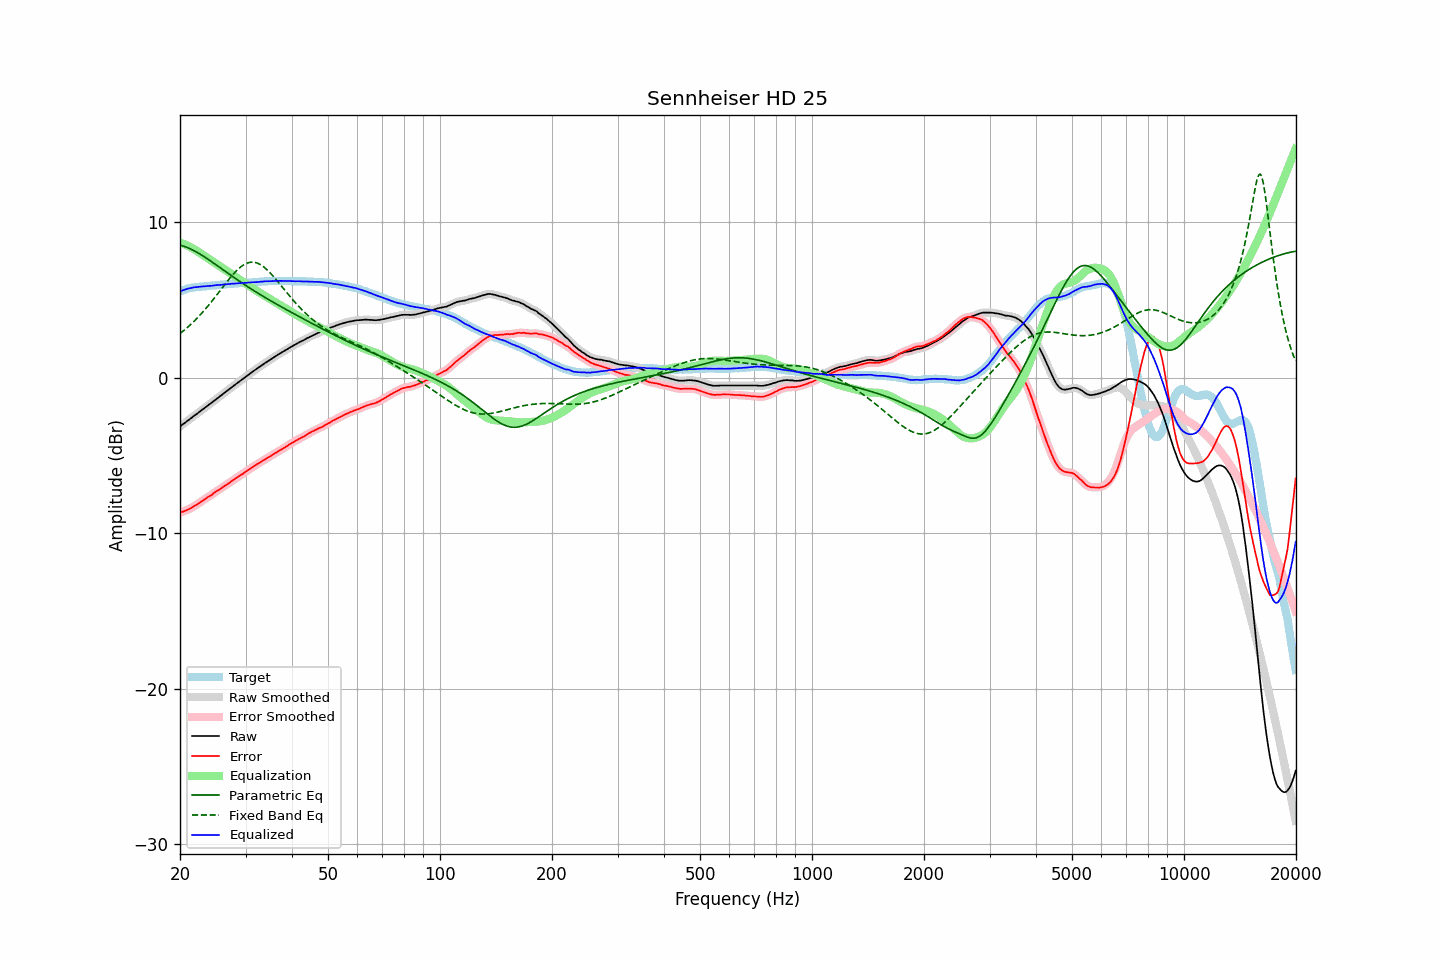 Sennheiser HD 25
Amplitude (dBr)
10
0
−10
−20
−30
Target
Raw Smoothed
Error Smoothed
Raw
Error
Equalization
Parametric Eq
Fixed Band Eq
Equalized
20 50 100 200 500 1000 2000 5000 10000 20000
Frequency (Hz)